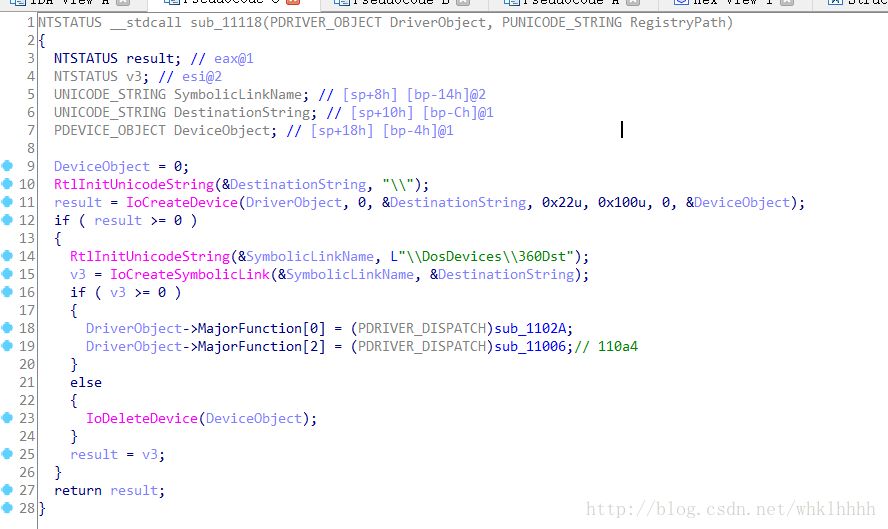 IDA View-A Pseudocode-C Pseudocode-B Pseudocode-A Hex View-1 Struc
1 NTSTATUS __stdcall sub_11118(PDRIVER_OBJECT DriverObject, PUNICODE_STRING RegistryPath)
2 {
3 NTSTATUS result; // eax@1
4 NTSTATUS v3; // esi@2
5 UNICODE_STRING SymbolicLinkName; // [sp+8h] [bp-14h]@2
6 UNICODE_STRING DestinationString; // [sp+10h] [bp-Ch]@1
7 PDEVICE_OBJECT DeviceObject; // [sp+18h] [bp-4h]@1
8
9 DeviceObject = 0;
10 RtlInitUnicodeString(&DestinationString, "\\");
11 result = IoCreateDevice(DriverObject, 0, &DestinationString, 0x22u, 0x100u, 0, &DeviceObject);
12 if ( result >= 0 )
13 {
14 RtlInitUnicodeString(&SymbolicLinkName, L"\\DosDevices\\360Dst");
15 v3 = IoCreateSymbolicLink(&SymbolicLinkName, &DestinationString);
16 if ( v3 >= 0 )
17 {
18 DriverObject->MajorFunction[0] = (PDRIVER_DISPATCH)sub_1102A;
19 DriverObject->MajorFunction[2] = (PDRIVER_DISPATCH)sub_11006;// 110a4
20 }
21 else
22 {
23 IoDeleteDevice(DeviceObject);
24 }
25 result = v3;
26 }
27 return result;
28 }
http://blog.csdn.net/whklhhhh